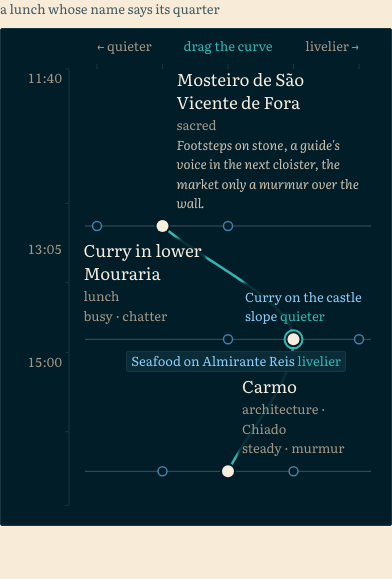 a lunch whose name says its quarter
← quieter
drag the curve
livelier →
11:40
Mosteiro de São
Vicente de Fora
sacred
Footsteps on stone, a guide's
voice in the next cloister, the
market only a murmur over the
wall.
13:05
Curry in lower
Mouraria
lunch
busy · chatter
Curry on the castle
slope quieter
15:00
Seafood on Almirante Reis livelier
Carmo
architecture ·
Chiado
steady · murmur